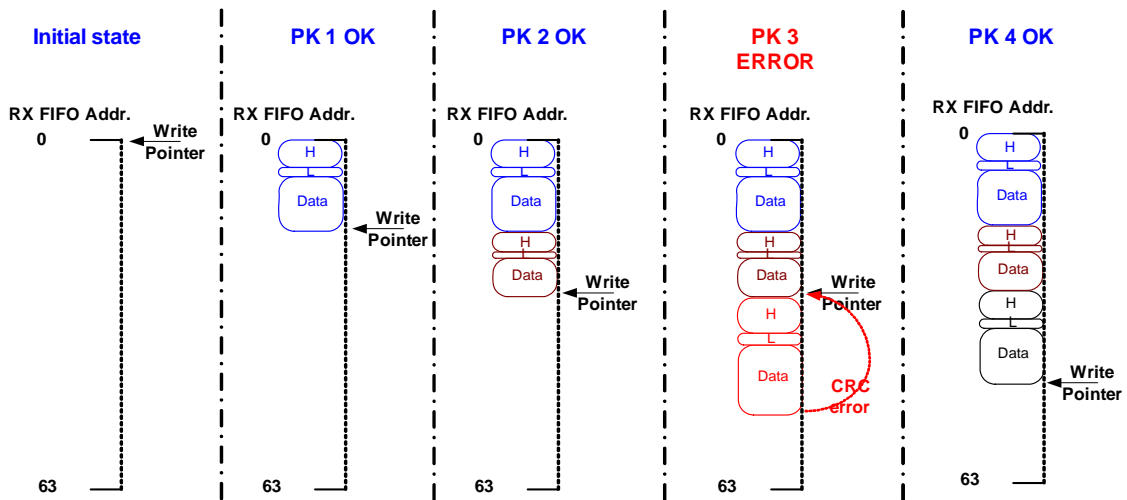 Initial state
RX FIFO Addr.
0
Write
Pointer
63
PK 1 OK
RX FIFO Addr.
0
H
L
Data
Write
Pointer
63
PK 2 OK
RX FIFO Addr.
0
H
L
Data
H
L
Data
Write
Pointer
63
PK 3
ERROR
RX FIFO Addr.
0
H
L
Data
H
L
Data
Write
Pointer
H
L
Data
CRC
error
63
PK 4 OK
RX FIFO Addr.
0
H
L
Data
H
L
Data
H
L
Data
Write
Pointer
63